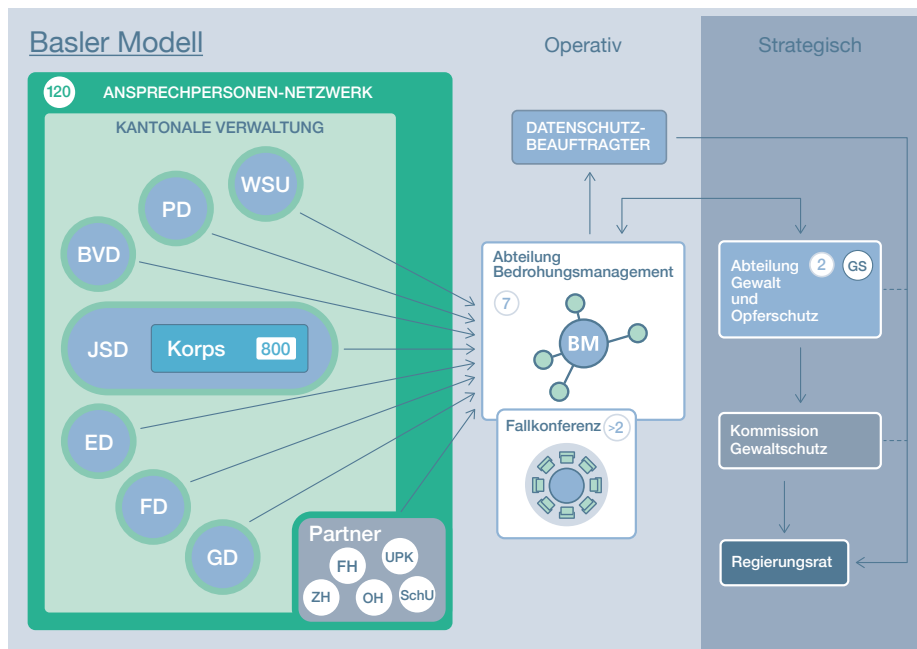 Basler Modell
Operativ
Strategisch
120
ANSPRECHPERSONEN-NETZWERK
KANTONALE VERWALTUNG
WSU
PD
BVD
JSD
Korps
800
ED
FD
GD
Partner
FH
UPK
ZH
OH
SchU
DATENSCHUTZ-
BEAUFTRAGTER
Abteilung
Bedrohungsmanagement
7
BM
Fallkonferenz
>2
Abteilung
Gewalt
und
Opferschutz
2
GS
Kommission
Gewaltschutz
Regierungsrat